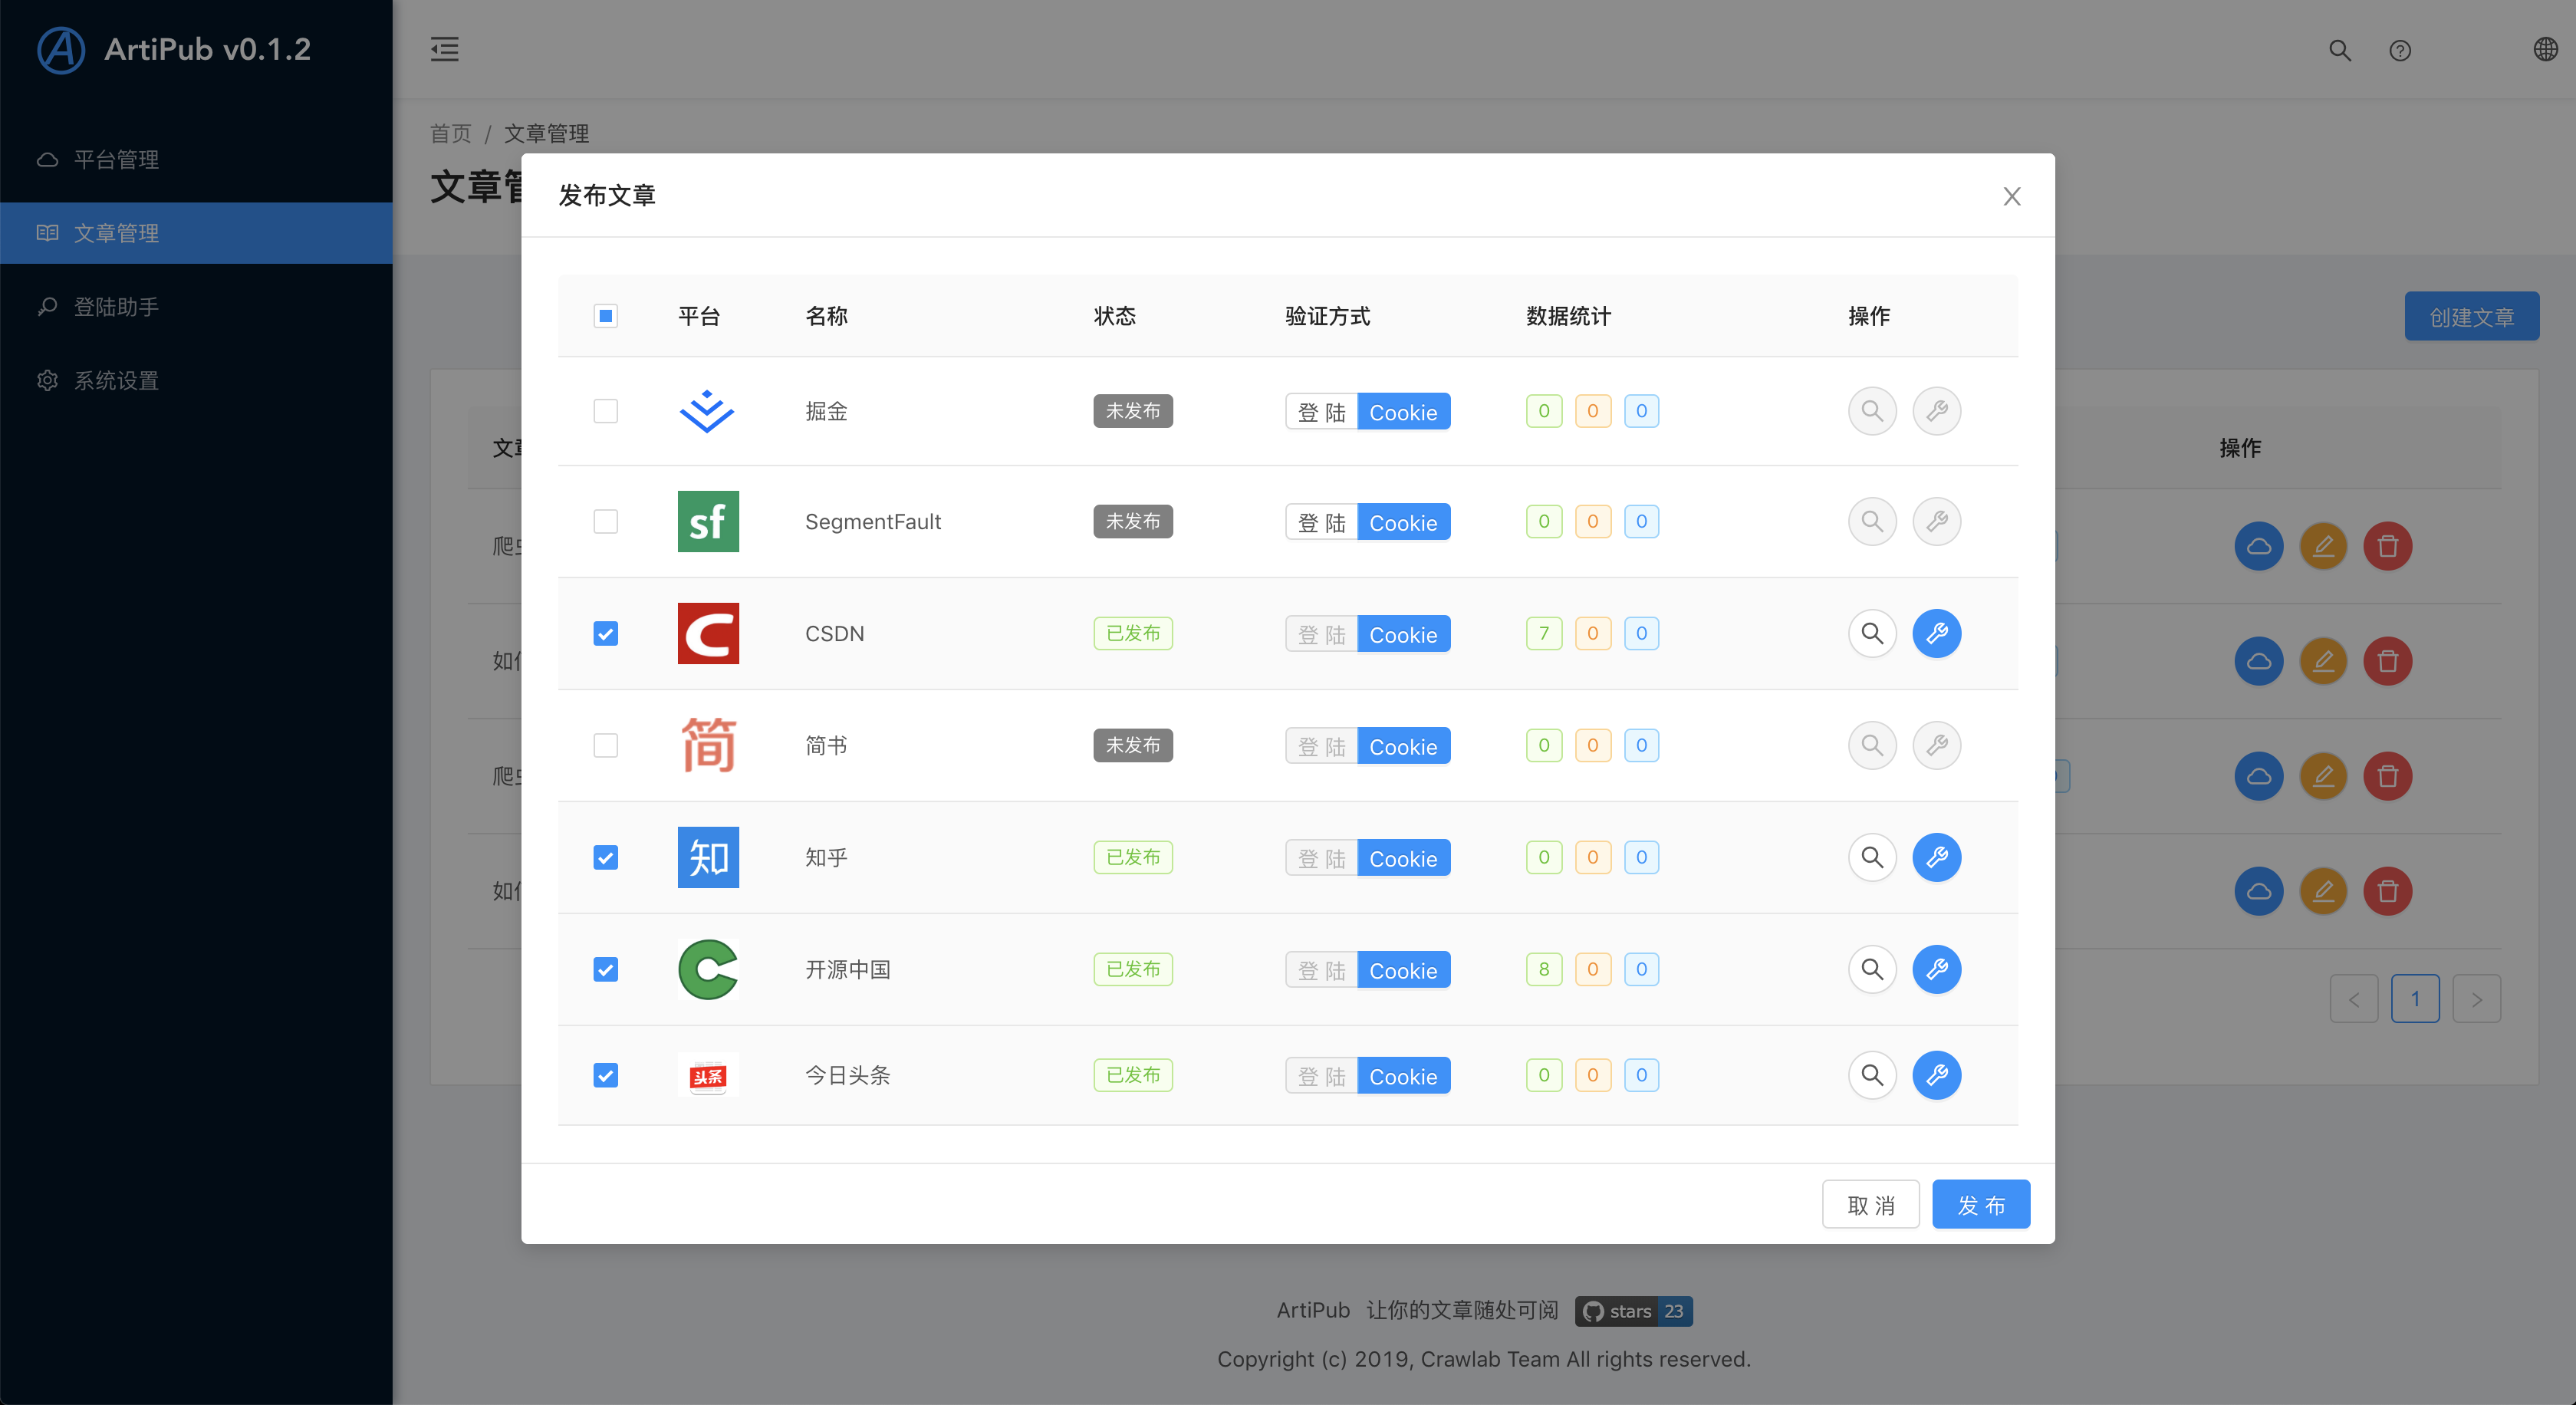 ArtiPub v0.1.2
平台管理
文章管理
登陆助手
系统设置
首页 / 文章管理
文章管
创建文章
操作
发布文章
平台 名称 状态 验证方式 数据统计 操作
掘金 未发布 登 陆 Cookie 0 0 0
sf SegmentFault 未发布 登 陆 Cookie 0 0 0
C CSDN 已发布 登 陆 Cookie 7 0 0
简 简书 未发布 登 陆 Cookie 0 0 0
知 知乎 已发布 登 陆 Cookie 0 0 0
开源中国 已发布 登 陆 Cookie 8 0 0
头条 今日头条 已发布 登 陆 Cookie 0 0 0
取 消 发 布
1
ArtiPub 让你的文章随处可阅 stars 23
Copyright (c) 2019, Crawlab Team All rights reserved.